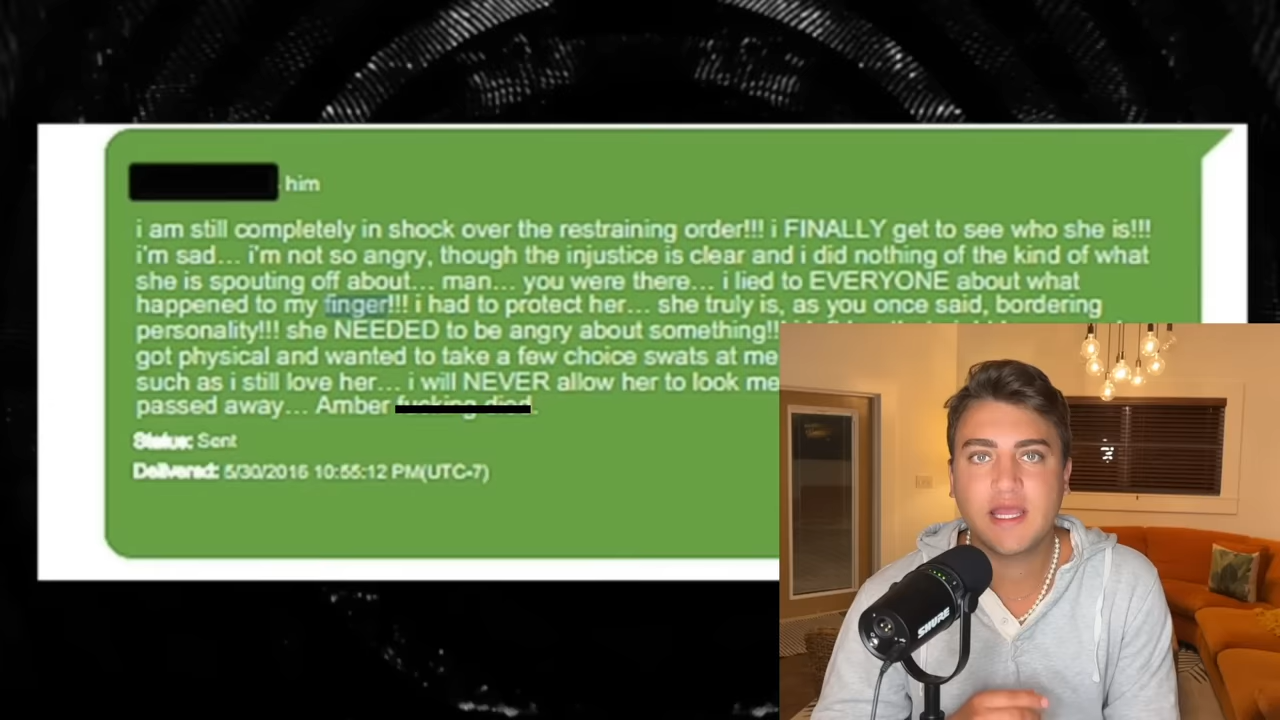 him
i am still completely in shock over the restraining order!!! i FINALLY get to see who she is!!!
i'm sad... i'm not so angry, though the injustice is clear and i did nothing of the kind of what
she is spouting off about... man... you were there... i lied to EVERYONE about what
happened to my finger!!! i had to protect her... she truly is, as you once said, bordering
personality!!! she NEEDED to be angry about something!!!
got physical and wanted to take a few choice swats at me
such as i still love her... i will NEVER allow her to look me
passed away... Amber fucking died.
Status: Sent
Delivered: 5/30/2016 10:55:12 PM(UTC-7)
SHURE